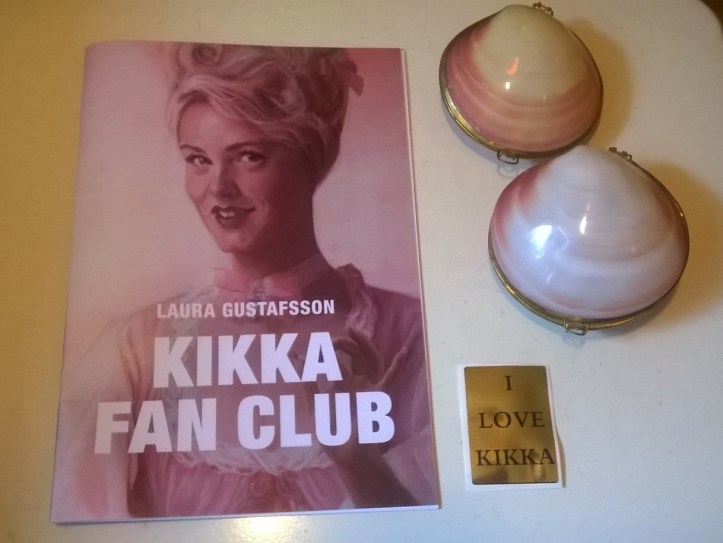 LAURA GUSTAFSSON
KIKKA
FAN CLUB
I
LOVE
KIKKA